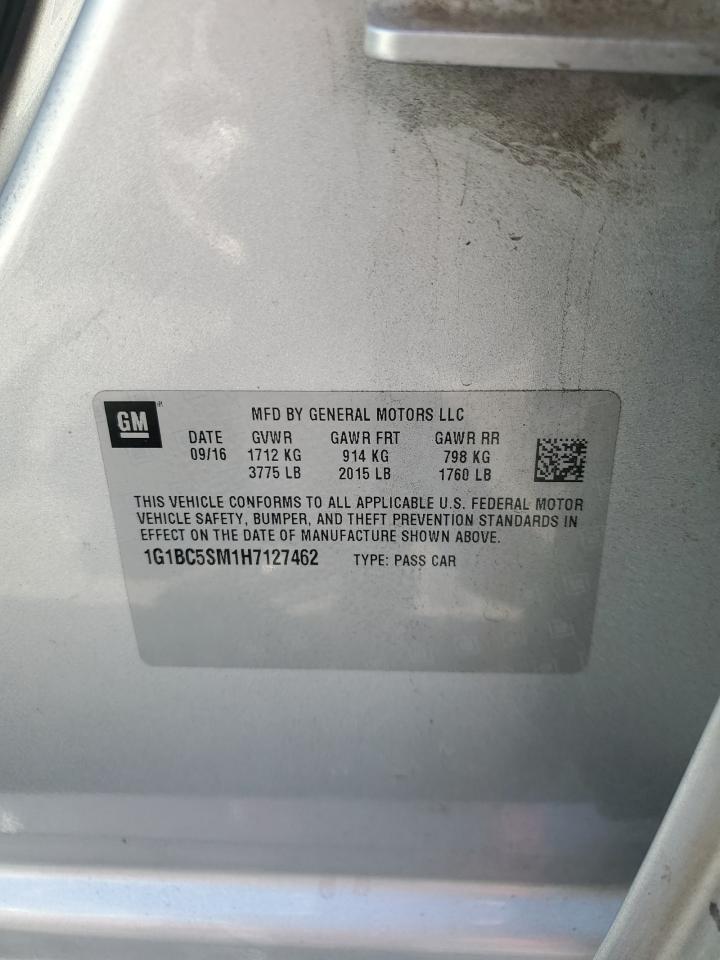 GM
MFD BY GENERAL MOTORS LLC
DATE GVWR GAWR FRT GAWR RR
09/16 1712 KG 914 KG 798 KG
3775 LB 2015 LB 1760 LB
THIS VEHICLE CONFORMS TO ALL APPLICABLE U.S. FEDERAL MOTOR
VEHICLE SAFETY, BUMPER, AND THEFT PREVENTION STANDARDS IN
EFFECT ON THE DATE OF MANUFACTURE SHOWN ABOVE.
1G1BC5SM1H7127462 TYPE: PASS CAR